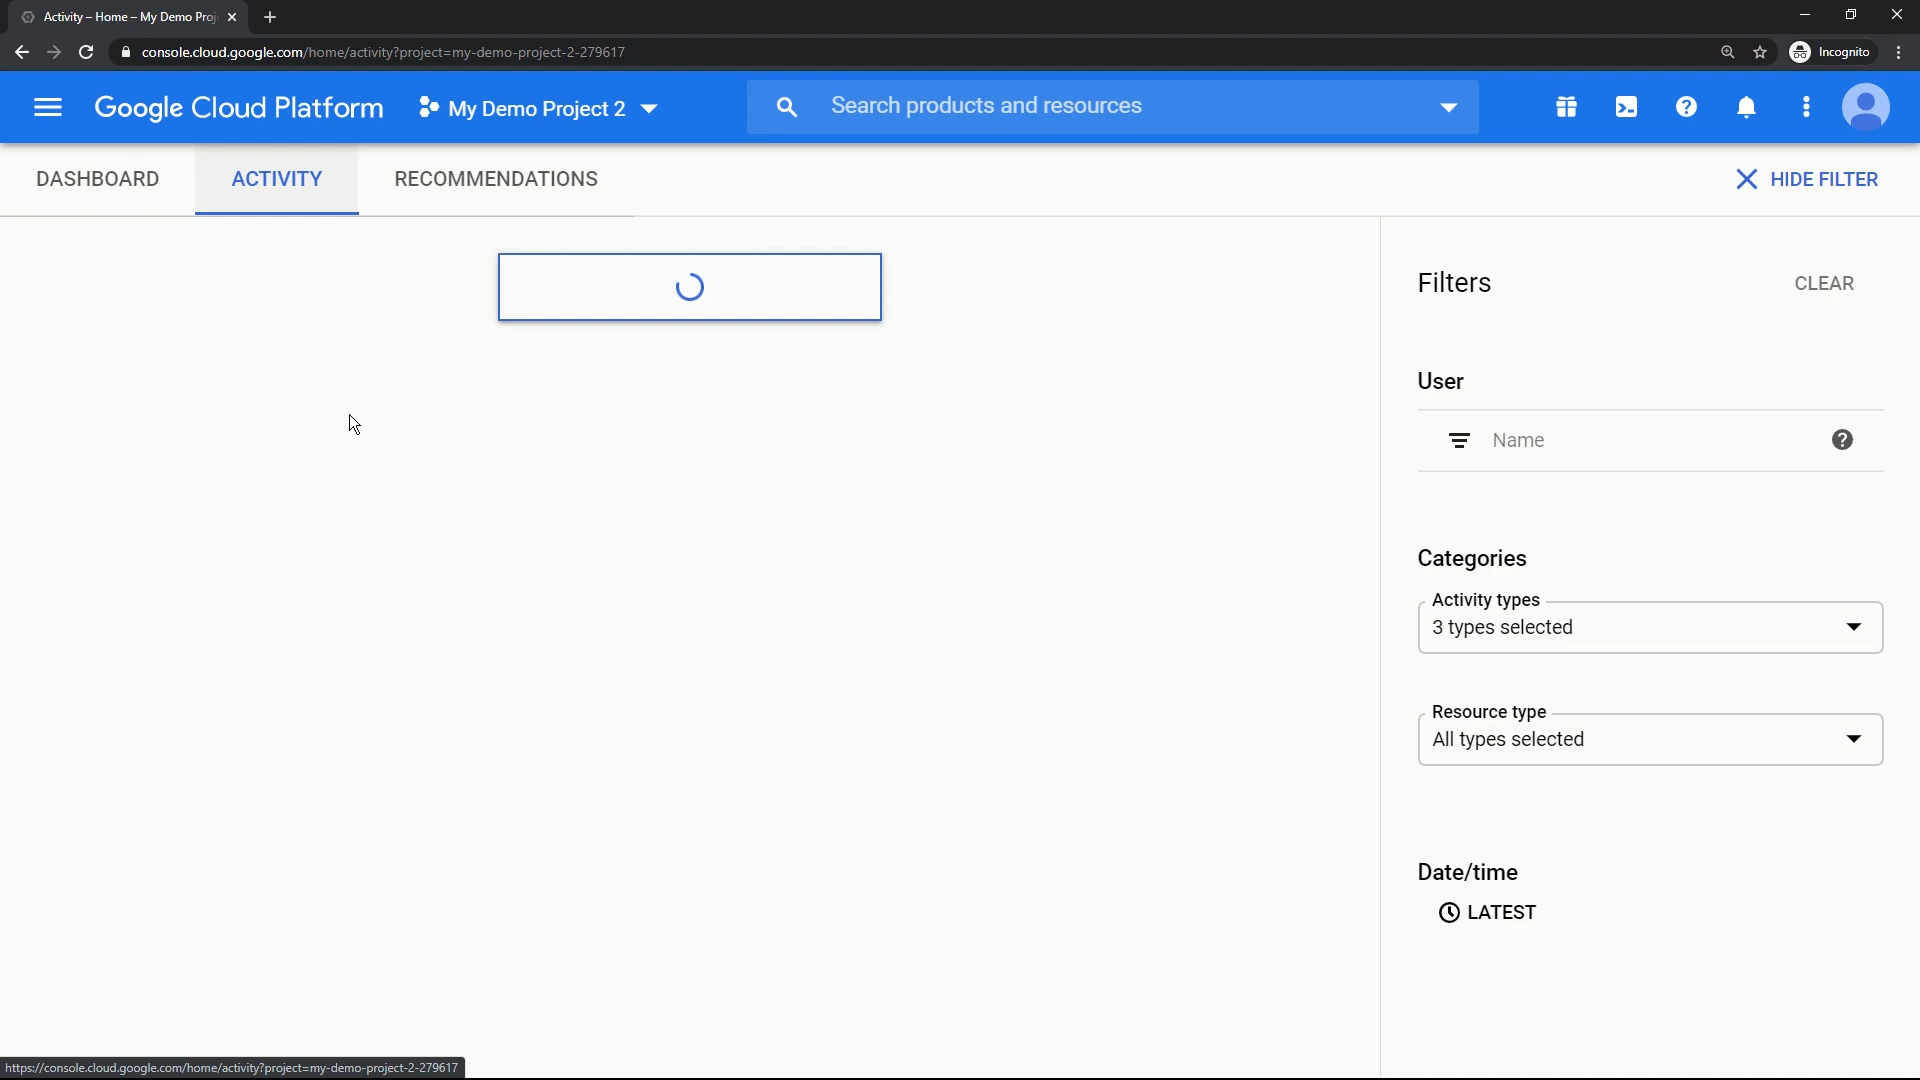 Activity – Home – My Demo Proj
console.cloud.google.com/home/activity?project=my-demo-project-2-279617
Incognito
Google Cloud Platform
My Demo Project 2
Search products and resources
DASHBOARD
ACTIVITY
RECOMMENDATIONS
HIDE FILTER
Filters
CLEAR
User
Name
Categories
Activity types
3 types selected
Resource type
All types selected
Date/time
LATEST
https://console.cloud.google.com/home/activity?project=my-demo-project-2-279617